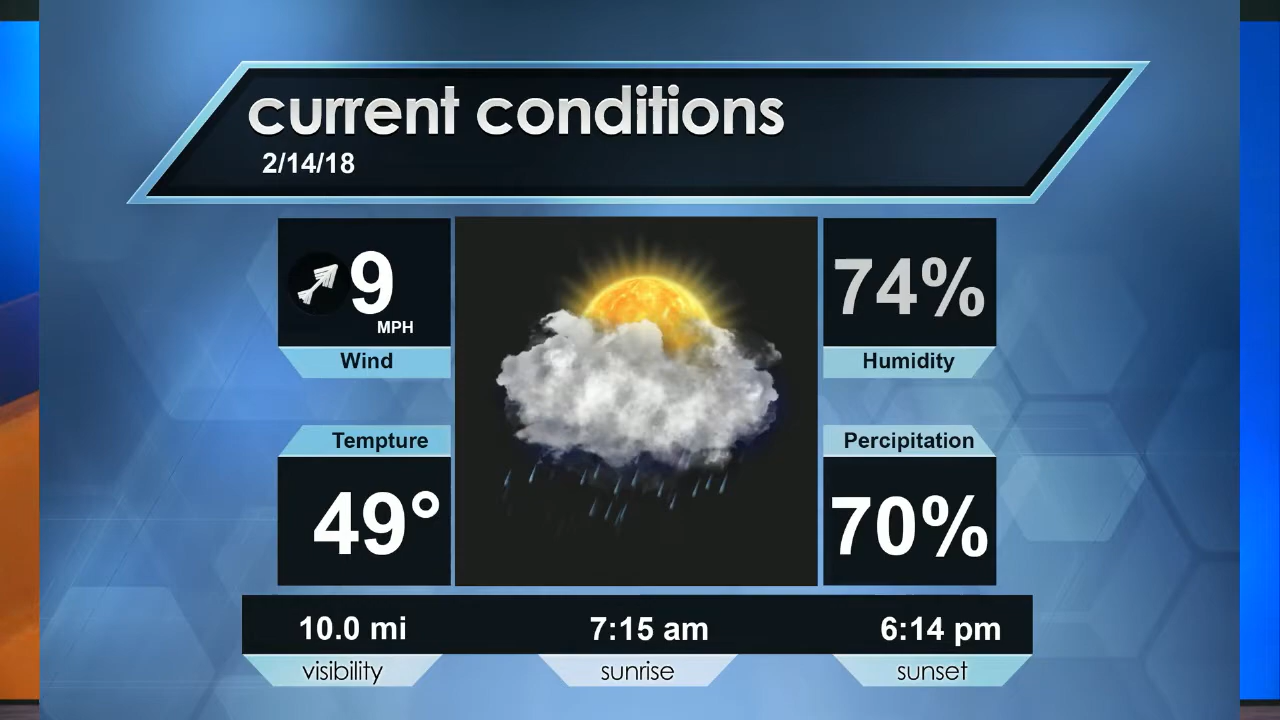 current conditions
2/14/18
9
MPH
Wind
74%
Humidity
Tempture
49°
Percipitation
70%
10.0 mi
visibility
7:15 am
sunrise
6:14 pm
sunset